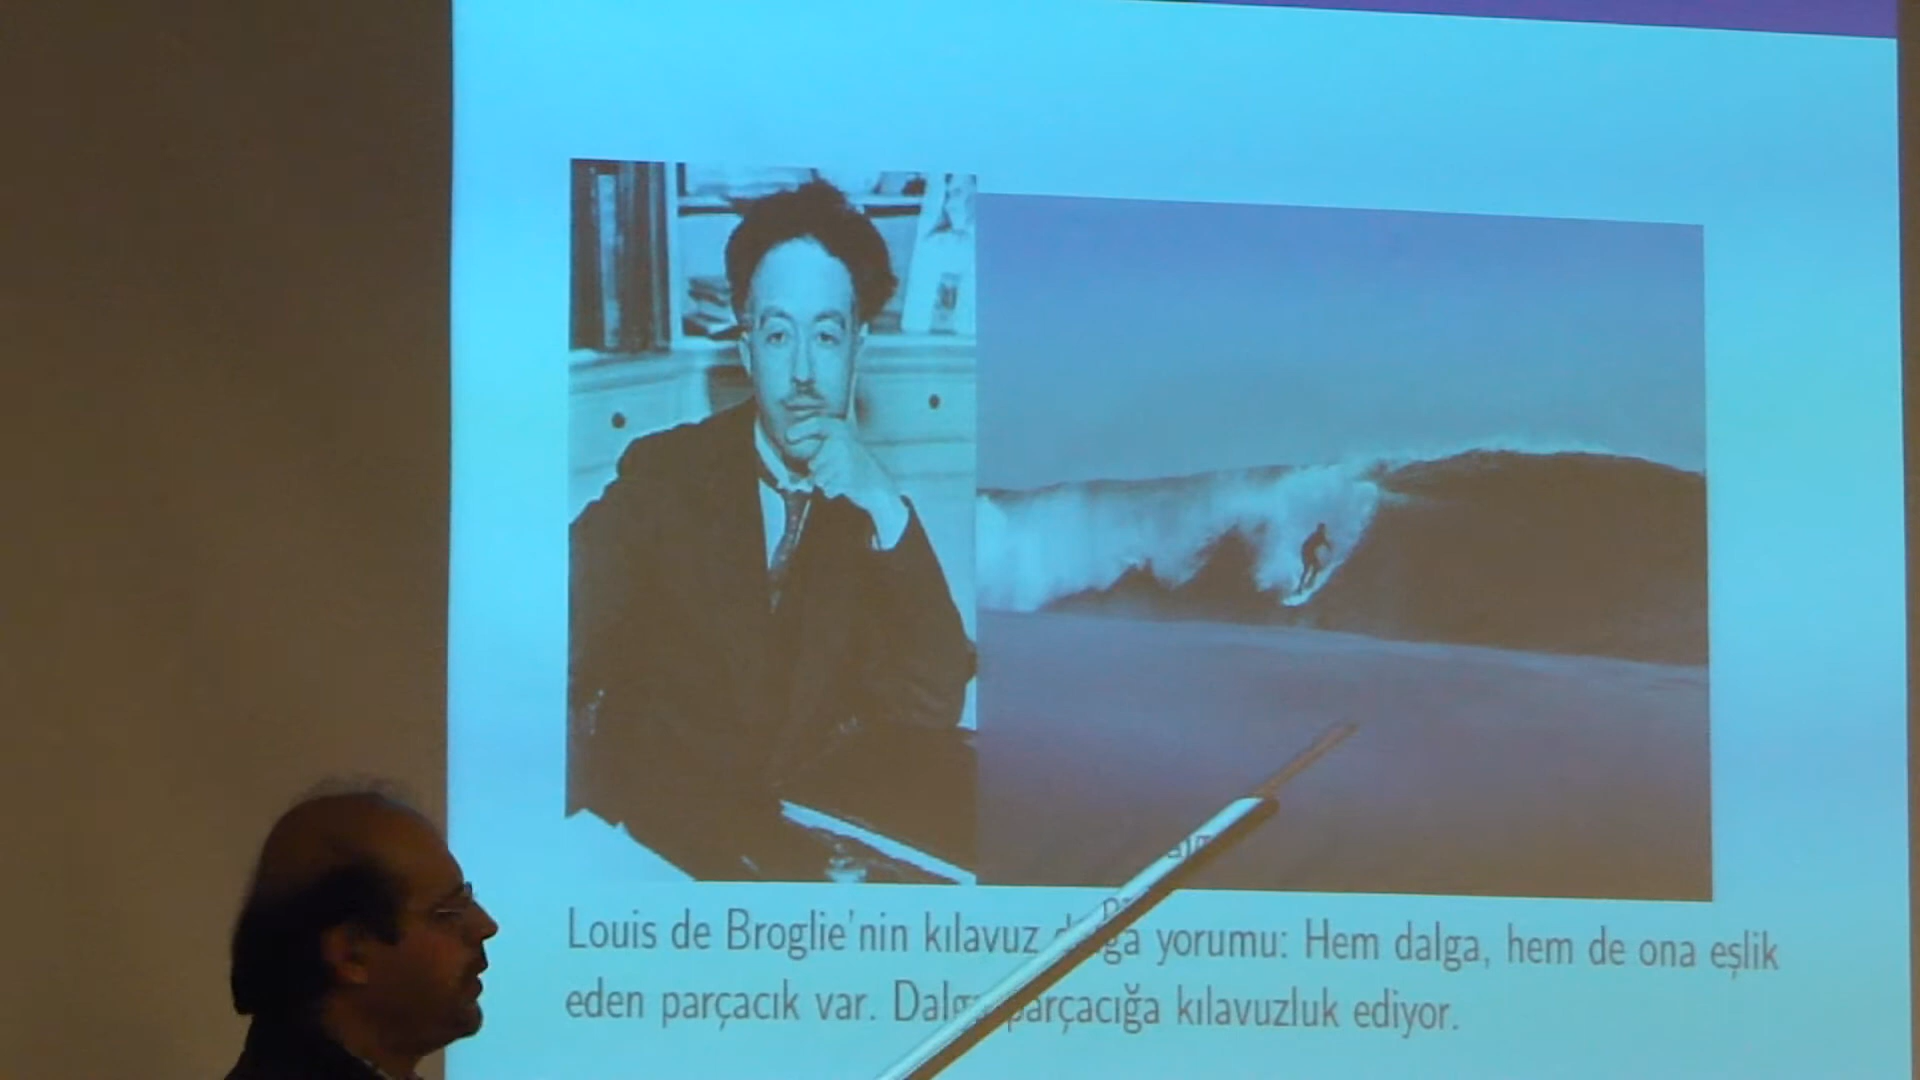 Louis de Broglie'nin kılavuz yorumu: Hem dalga, hem de ona eşlik
eden parçacık var. Dalga parçacığa kılavuzluk ediyor.